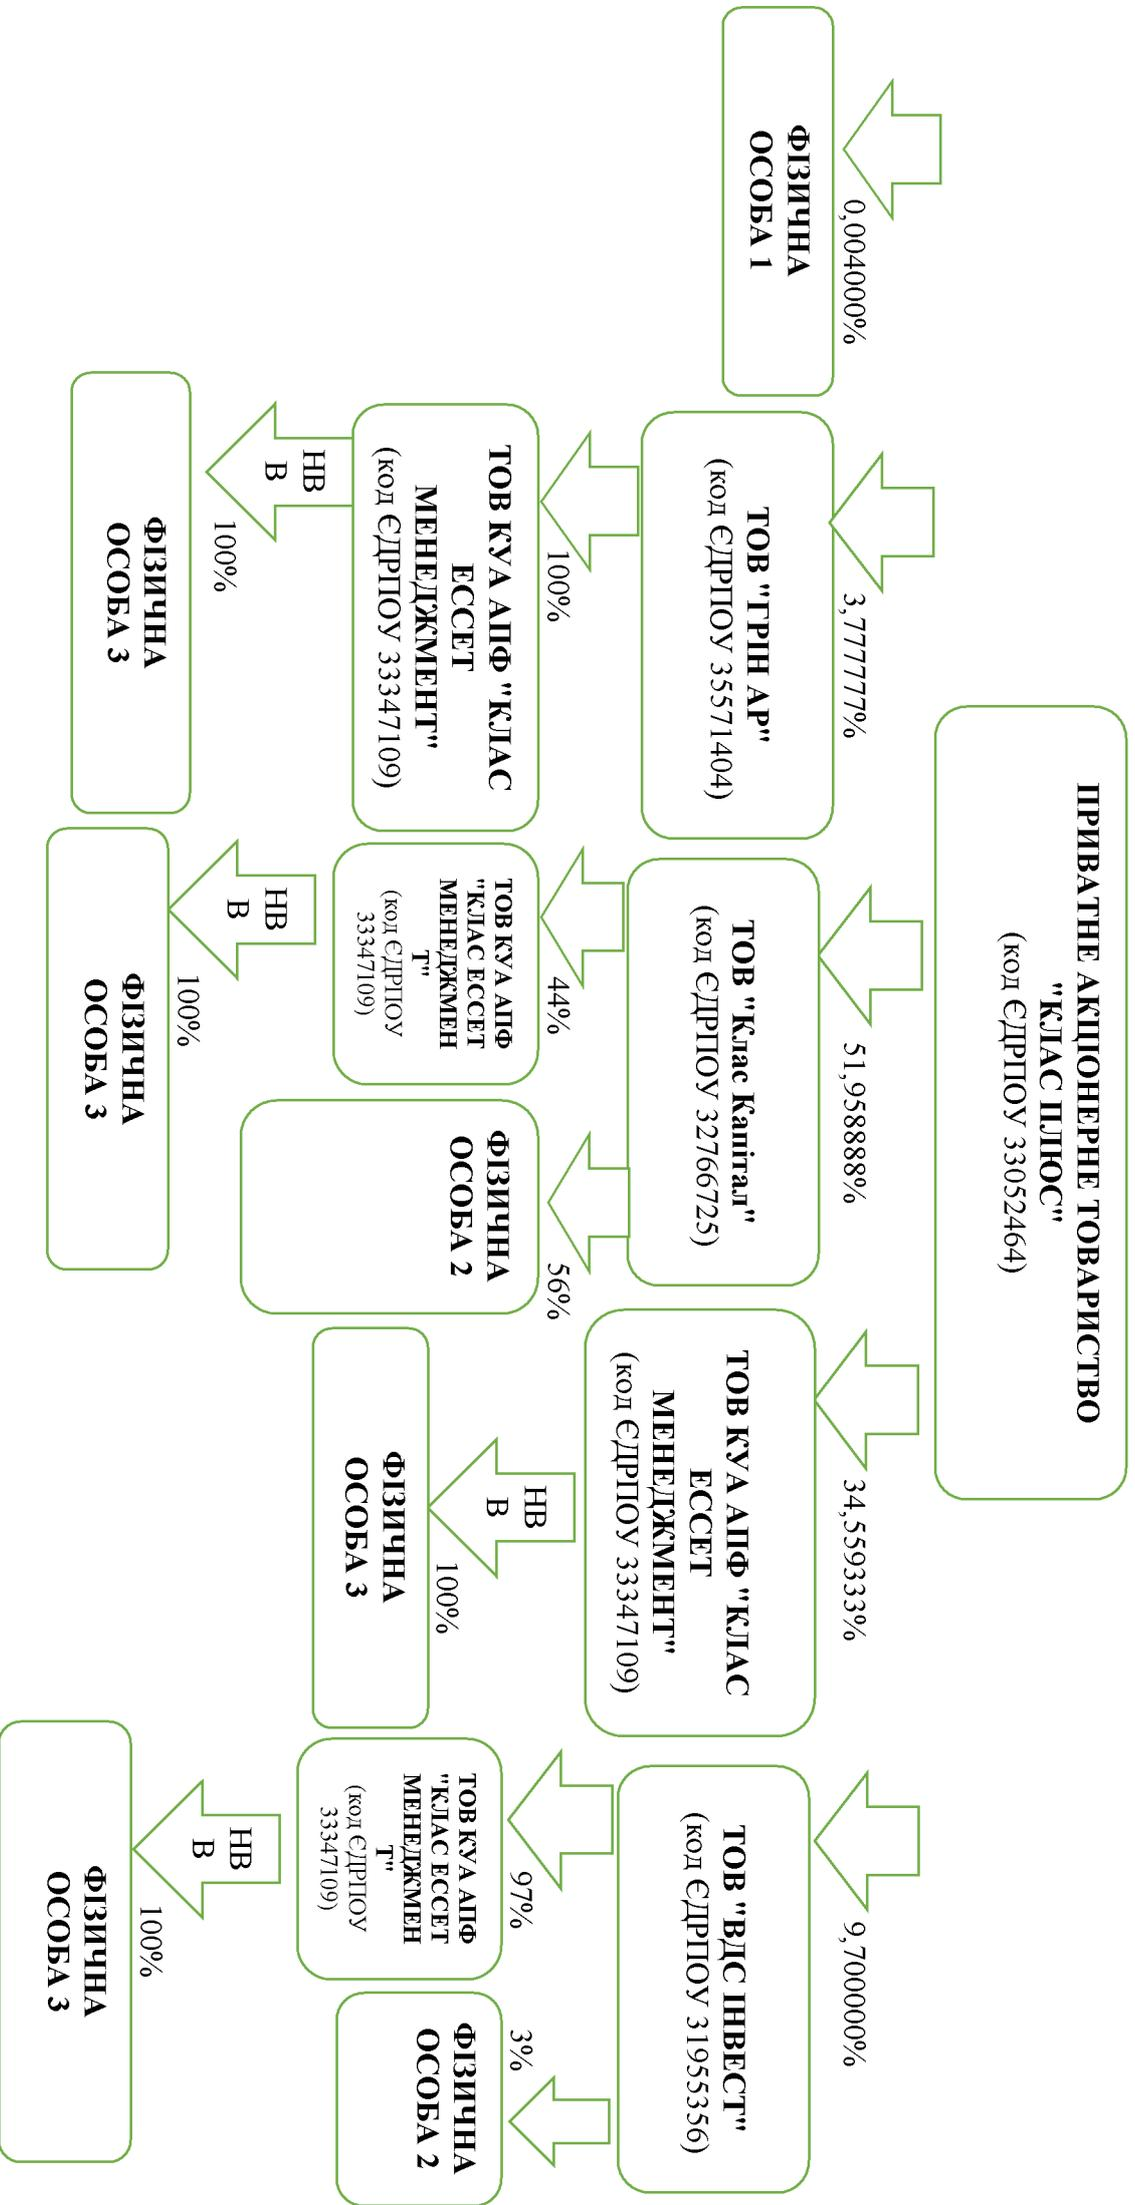 ПРИВАТНЕ АКЦІОНЕРНЕ ТОВАРИСТВО
"КЛАС ПЛЮС"
(код ЄДРПОУ 33052464)
0,004000%
3,777777%
51,958888%
34,559333%
9,700000%
ФІЗИЧНА
ОСОБА 1
ТОВ "ГРІН АР"
(код ЄДРПОУ 35571404)
ТОВ "Клас Капітал"
(код ЄДРПОУ 32766725)
ТОВ КУА АПФ "КЛАС
ЕССЕТ
МЕНЕДЖМЕНТ"
(код ЄДРПОУ 33347109)
ТОВ "ВДС ІНВЕСТ"
(код ЄДРПОУ 31955356)
100%
44%
56%
97%
3%
ТОВ КУА АПФ "КЛАС
ЕССЕТ
МЕНЕДЖМЕНТ"
(код ЄДРПОУ 33347109)
ТОВ КУА АПФ
"КЛАС ЕССЕТ
МЕНЕДЖМЕН
Т"
(код ЄДРПОУ
33347109)
ФІЗИЧНА
ОСОБА 2
НВ
В
100%
ФІЗИЧНА
ОСОБА 3
ТОВ КУА АПФ
"КЛАС ЕССЕТ
МЕНЕДЖМЕН
Т"
(код ЄДРПОУ
33347109)
ФІЗИЧНА
ОСОБА 2
НВ
В
100%
ФІЗИЧНА
ОСОБА 3
НВ
В
100%
ФІЗИЧНА
ОСОБА 3
НВ
В
100%
ФІЗИЧНА
ОСОБА 3